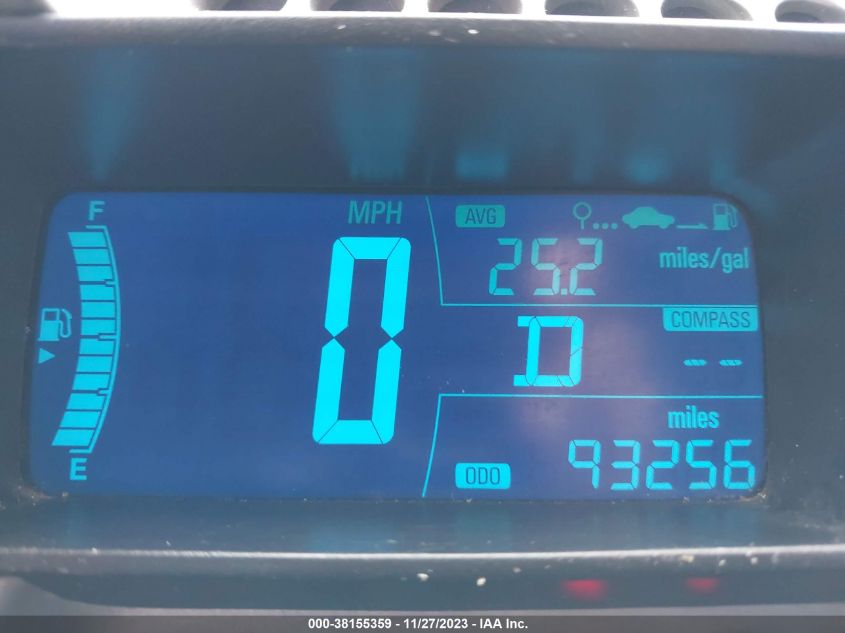 F
MPH
AVG
25.2
miles/gal
0
COMPASS
D
-- --
miles
E
ODO
93256
000-38155359 - 11/27/2023 - IAA Inc.